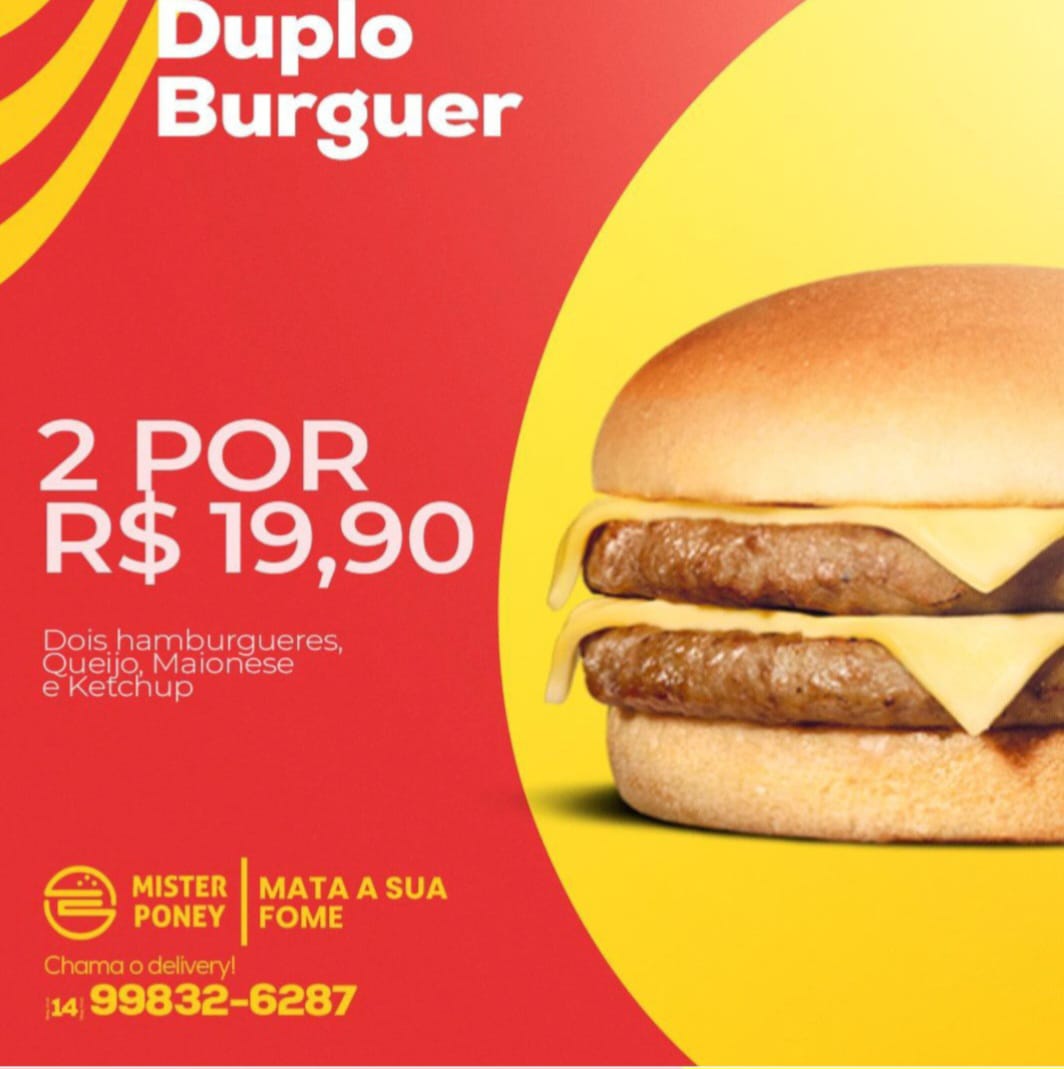 Duplo
Burguer
2 POR
R$ 19,90
Dois hamburgueres,
Queijo, Maionese
e Ketchup
MISTER
PONEY
MATA A SUA
FOME
Chama o delivery!
14 99832-6287